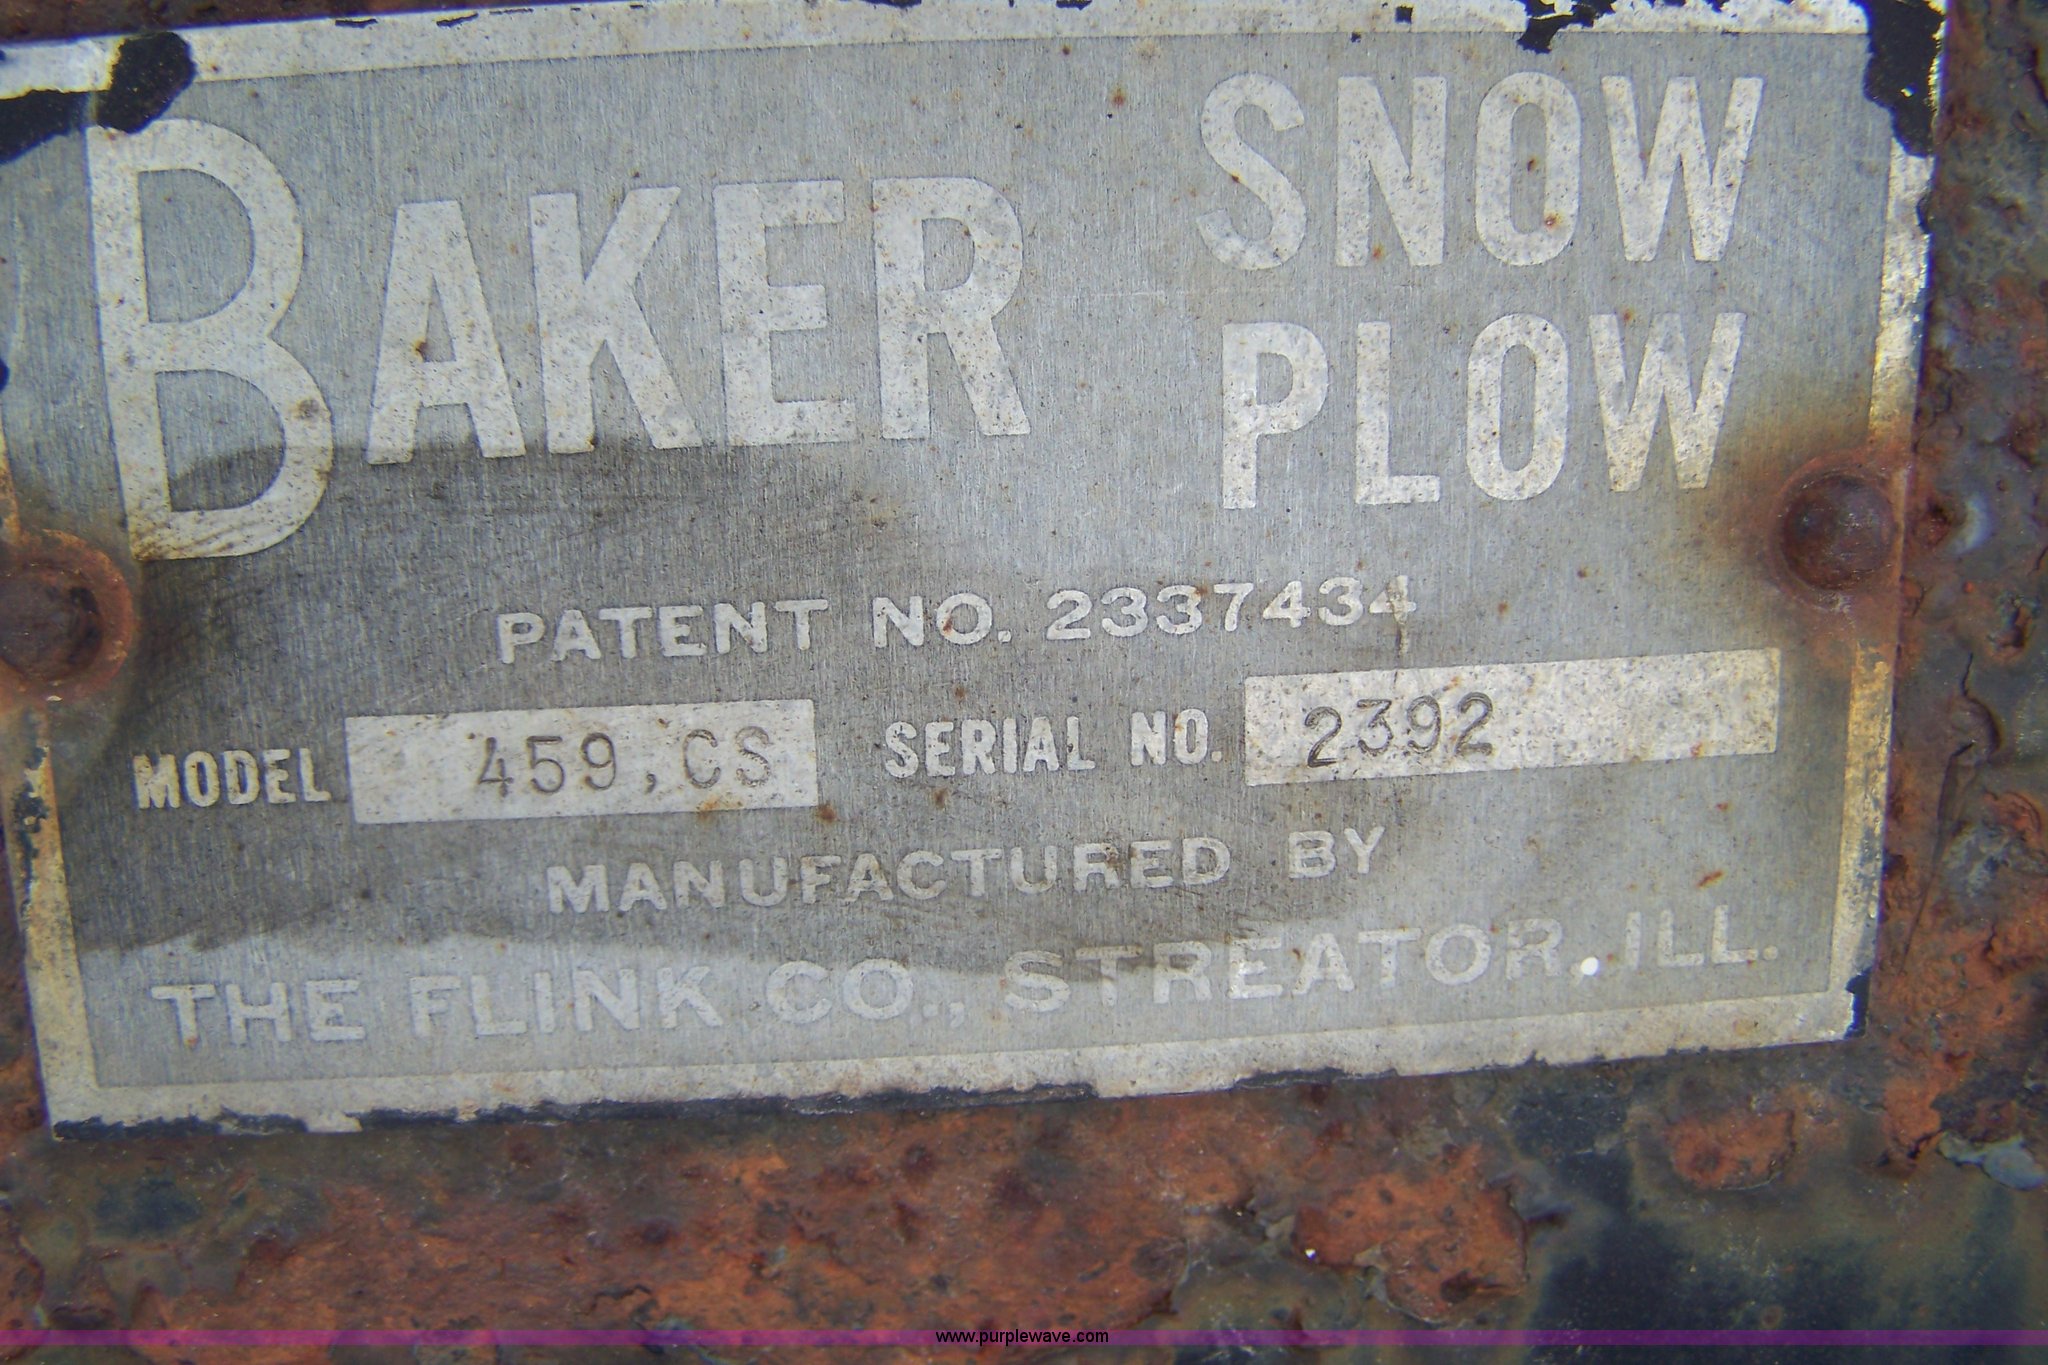 BAKER SNOW PLOW
PATENT NO. 2337434
MODEL 459,CS SERIAL NO. 2392
MANUFACTURED BY
THE FLINK CO., STREATOR, ILL.
www.purplewave.com